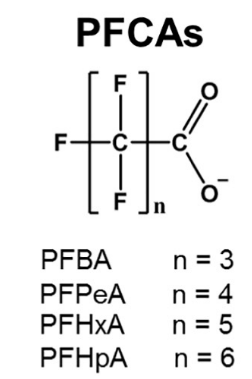 PFCAs
F O
F C C
F n O⁻
PFBA n = 3
PFPeA n = 4
PFHxA n = 5
PFHpA n = 6